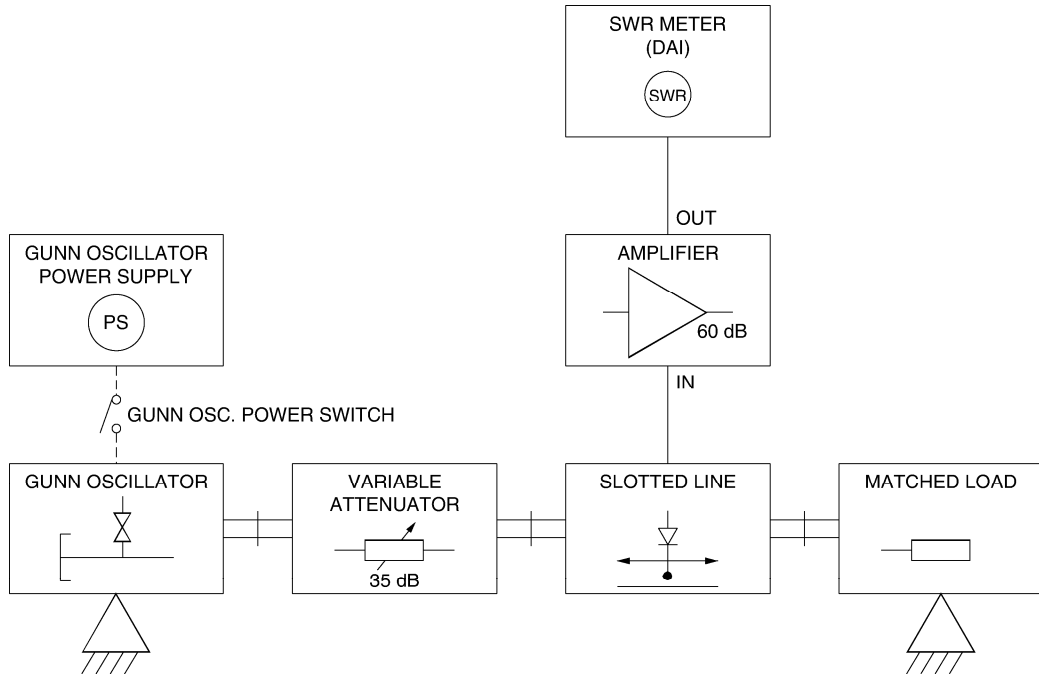 SWR METER
(DAI)
SWR
OUT
GUNN OSCILLATOR
POWER SUPPLY
PS
AMPLIFIER
60 dB
IN
GUNN OSC. POWER SWITCH
GUNN OSCILLATOR
VARIABLE
ATTENUATOR
35 dB
SLOTTED LINE
MATCHED LOAD